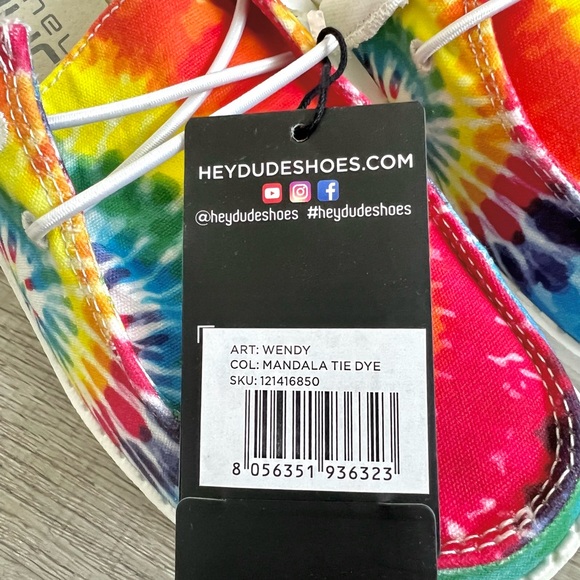 HEYDUDESHOES.COM
@heydudeshoes #heydudeshoes
ART: WENDY
COL: MANDALA TIE DYE
SKU: 121416850
8 056351 936323